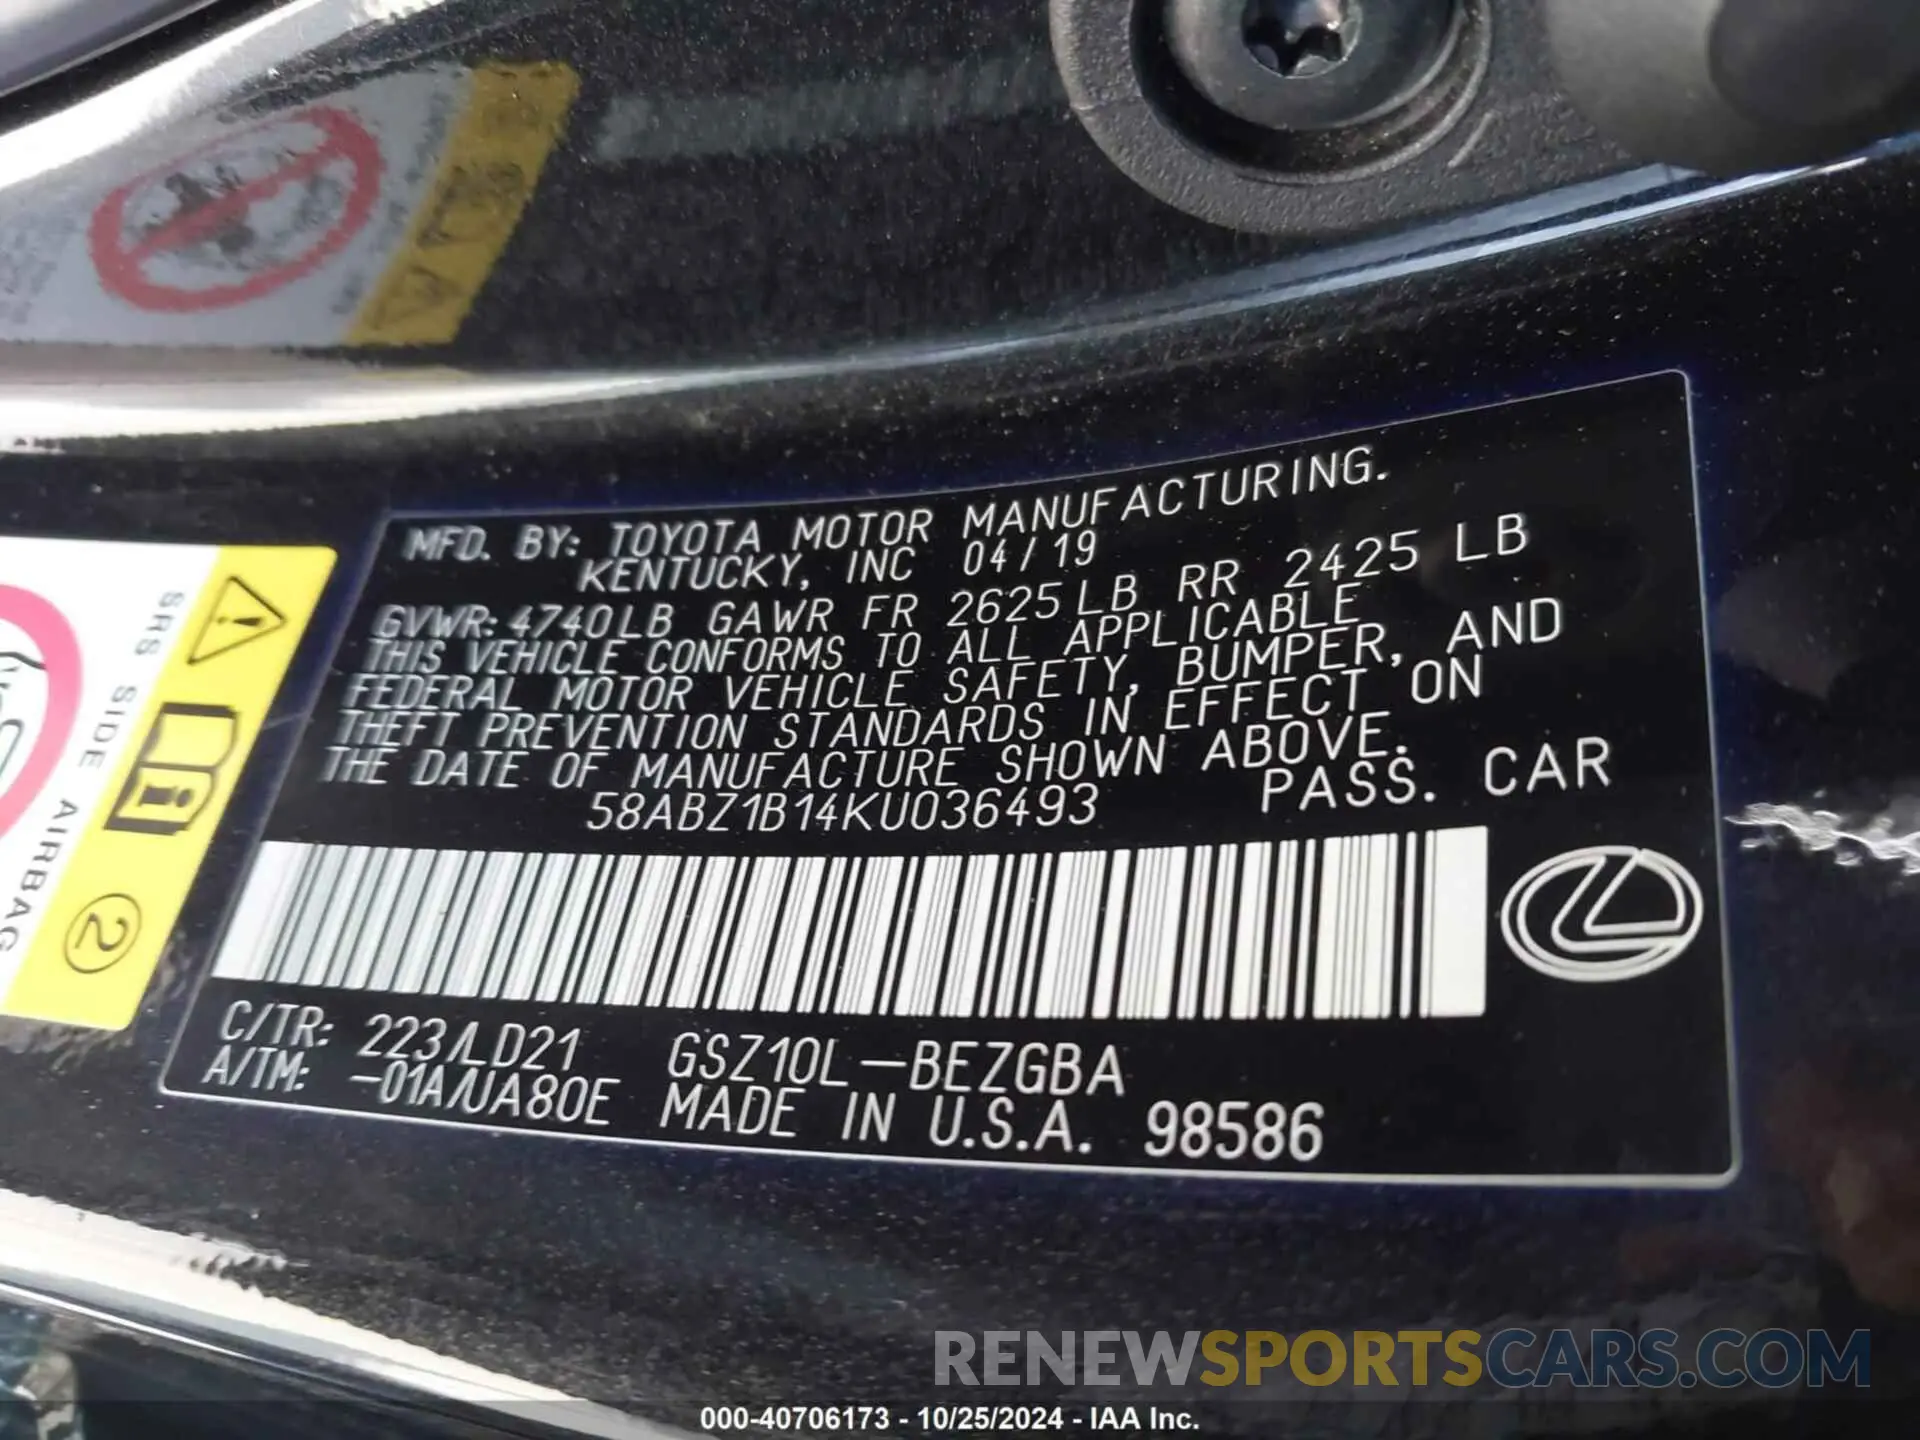 MFD. BY: TOYOTA MOTOR MANUFACTURING.
KENTUCKY, INC 04/19
GVWR: 4740LB GAWR FR 2625LB RR 2425 LB
THIS VEHICLE CONFORMS TO ALL APPLICABLE
FEDERAL MOTOR VEHICLE SAFETY, BUMPER, AND
THEFT PREVENTION STANDARDS IN EFFECT ON
THE DATE OF MANUFACTURE SHOWN ABOVE.
58ABZ1B14KU036493 PASS. CAR
C/TR: 223/LD21 GSZ10L-BEZGBA
A/TM: -01A/UA80E MADE IN U.S.A. 98586
SRS SIDE AIRBAG
2
RENEWSPORTSCARS.COM
000-40706173 - 10/25/2024 - IAA Inc.